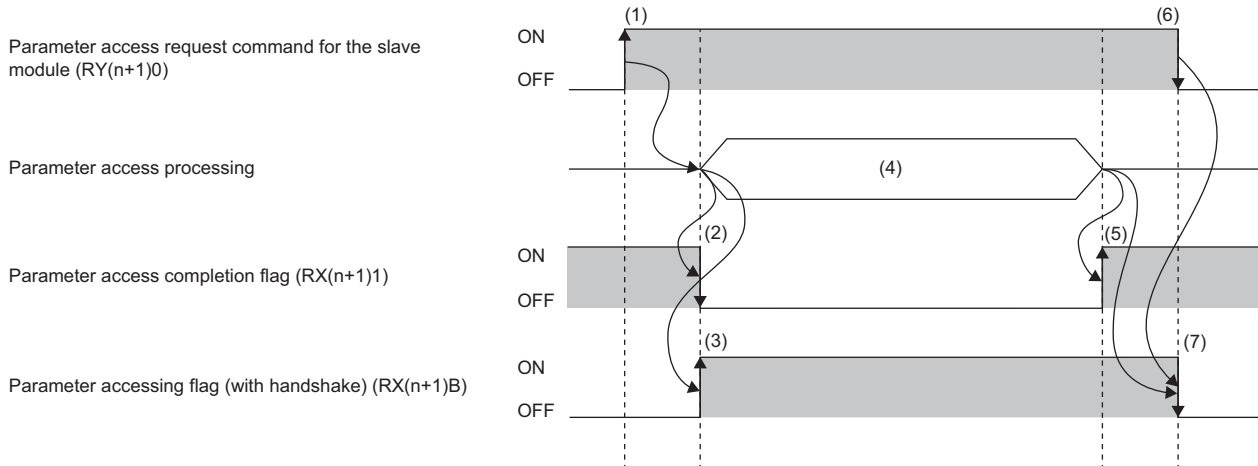 (1)
(6)
Parameter access request command for the slave
module (RY(n+1)0)
ON
OFF
Parameter access processing
(4)
(2)
(5)
Parameter access completion flag (RX(n+1)1)
ON
OFF
(3)
(7)
Parameter accessing flag (with handshake) (RX(n+1)B)
ON
OFF